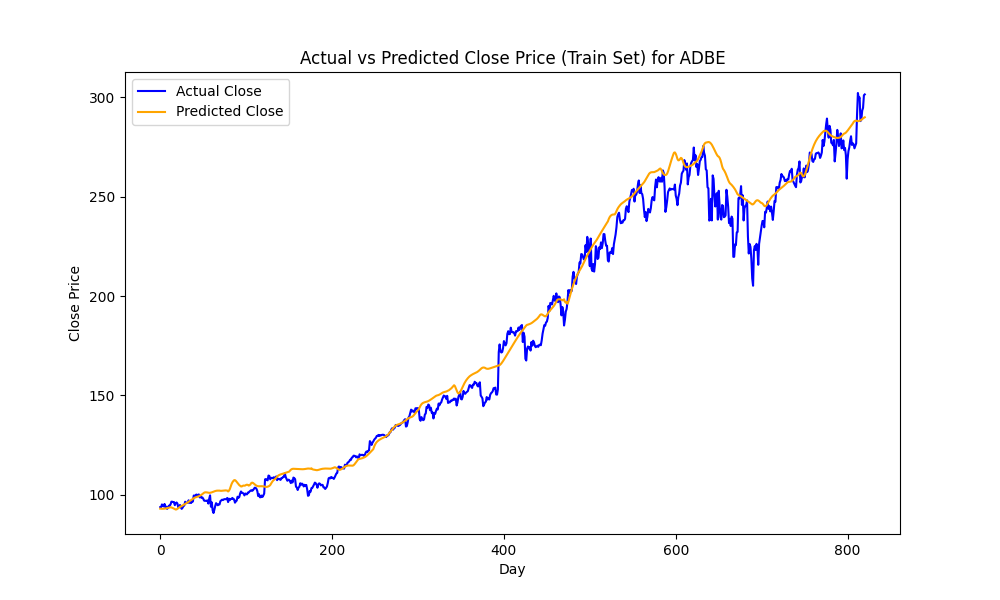 Actual vs Predicted Close Price (Train Set) for ADBE
Actual Close
Predicted Close
300
250
200
150
100
Close Price
0 200 400 600 800
Day